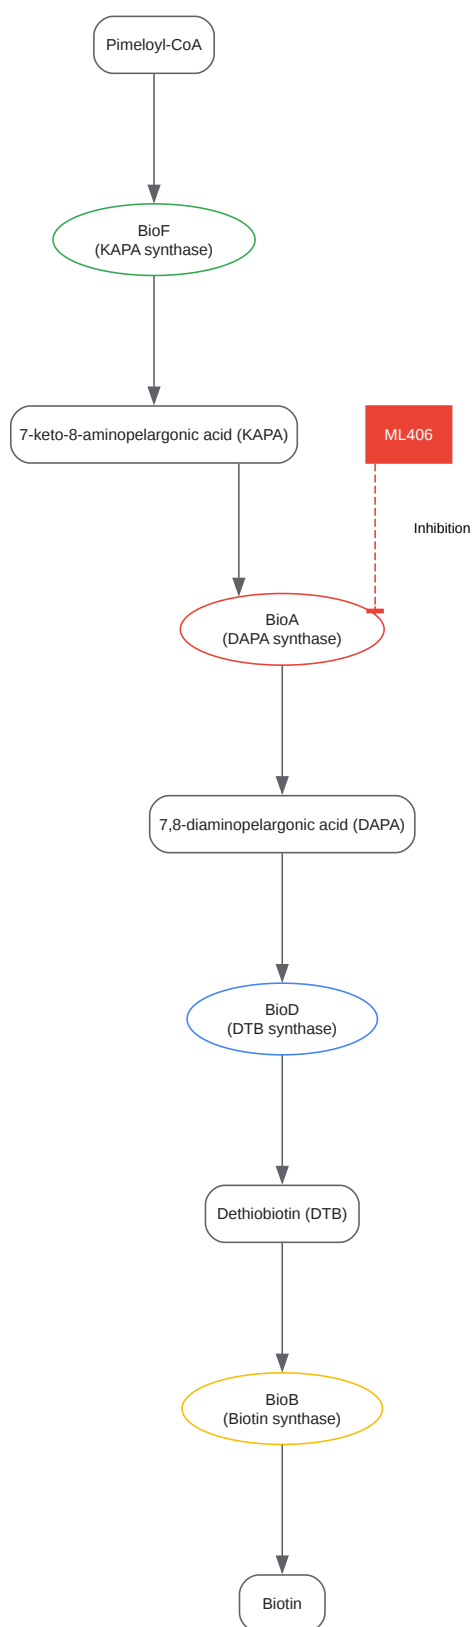 Pimeloyl-CoA
BioF
(KAPA synthase)
7-keto-8-aminopelargonic acid (KAPA)
ML406
Inhibition
BioA
(DAPA synthase)
7,8-diaminopelargonic acid (DAPA)
BioD
(DTB synthase)
Dethiobiotin (DTB)
BioB
(Biotin synthase)
Biotin